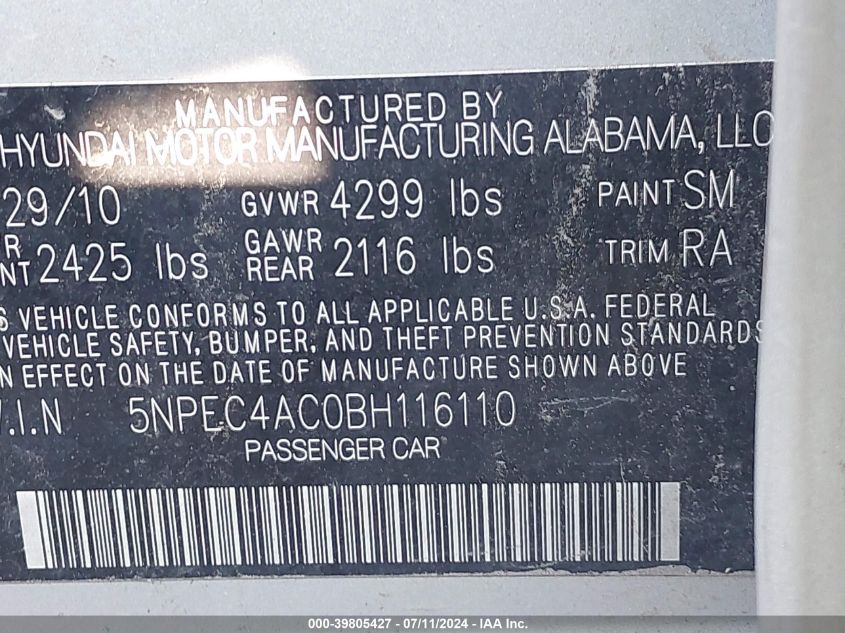 MANUFACTURED BY
HYUNDAI MOTOR MANUFACTURING ALABAMA, LLC
29/10 GVWR 4299 lbs PAINT SM
R
NT 2425 lbs GAWR REAR 2116 lbs TRIM RA
S VEHICLE CONFORMS TO ALL APPLICABLE U.S.A. FEDERAL
VEHICLE SAFETY, BUMPER, AND THEFT PREVENTION STANDARDS
N EFFECT ON THE DATE OF MANUFACTURE SHOWN ABOVE
.I.N 5NPEC4AC0BH116110
PASSENGER CAR
000-39805427 - 07/11/2024 - IAA Inc.